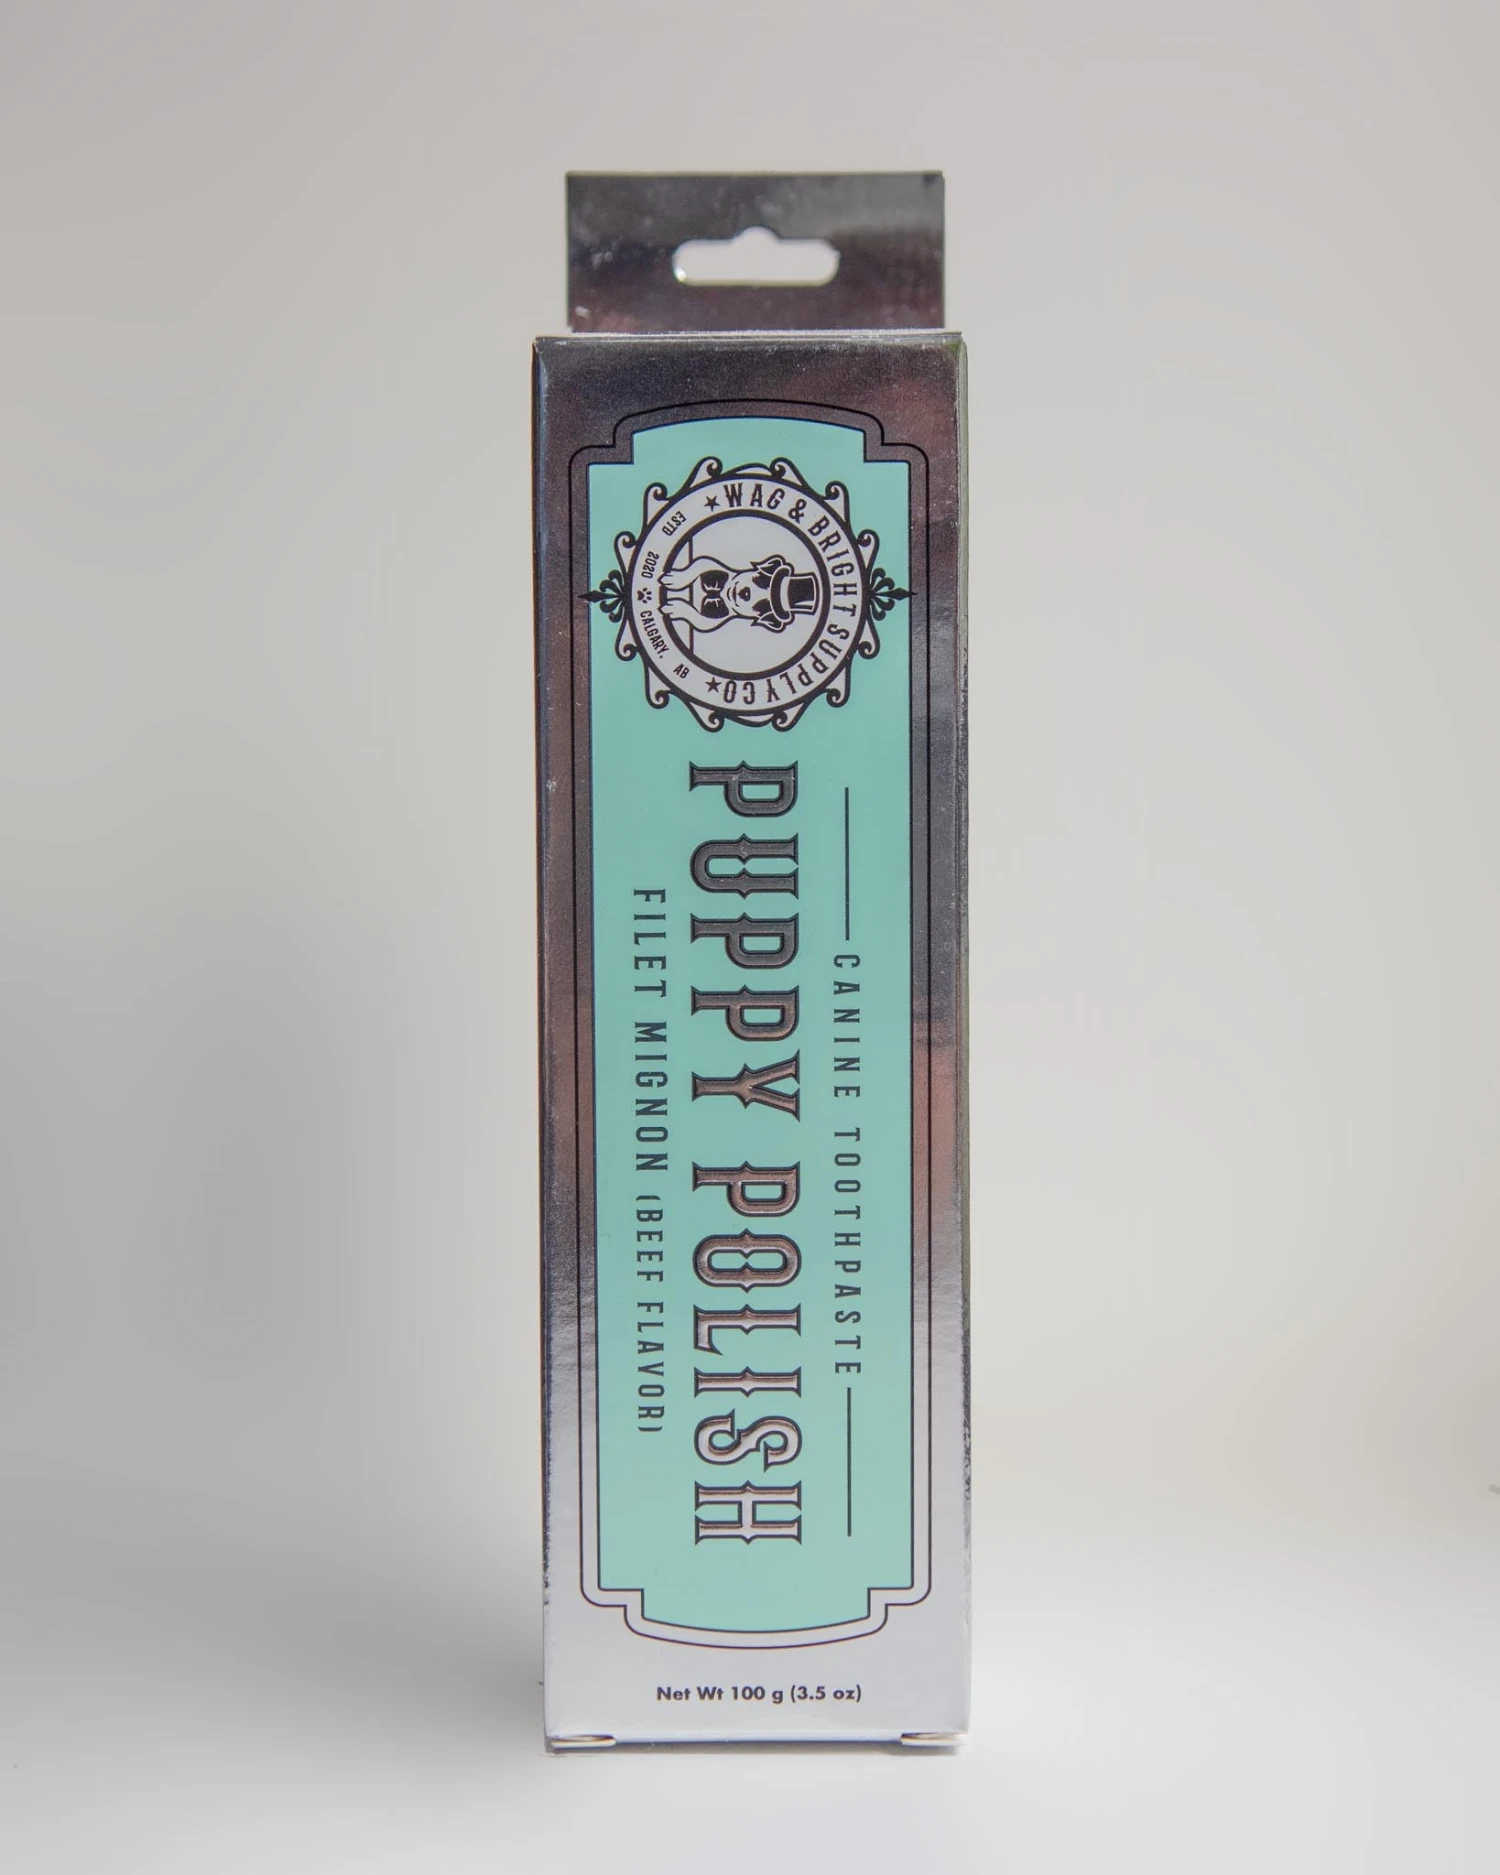 ★ WAG & BRIGHT SUPPLY CO ★
ESTD 2020 CALGARY, AB
CANINE TOOTHPASTE
PUPPY POLISH
FILET MIGNON (BEEF FLAVOR)
Net Wt 100 g (3.5 oz)